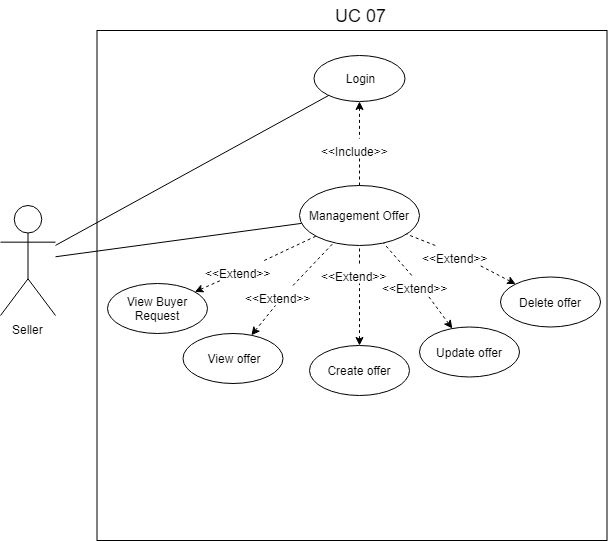 UC 07
Login
<<Include>>
Management Offer
<<Extend>>
<<Extend>>
<<Extend>>
<<Extend>>
<<Extend>>
View Buyer
Request
View offer
Create offer
Update offer
Delete offer
Seller